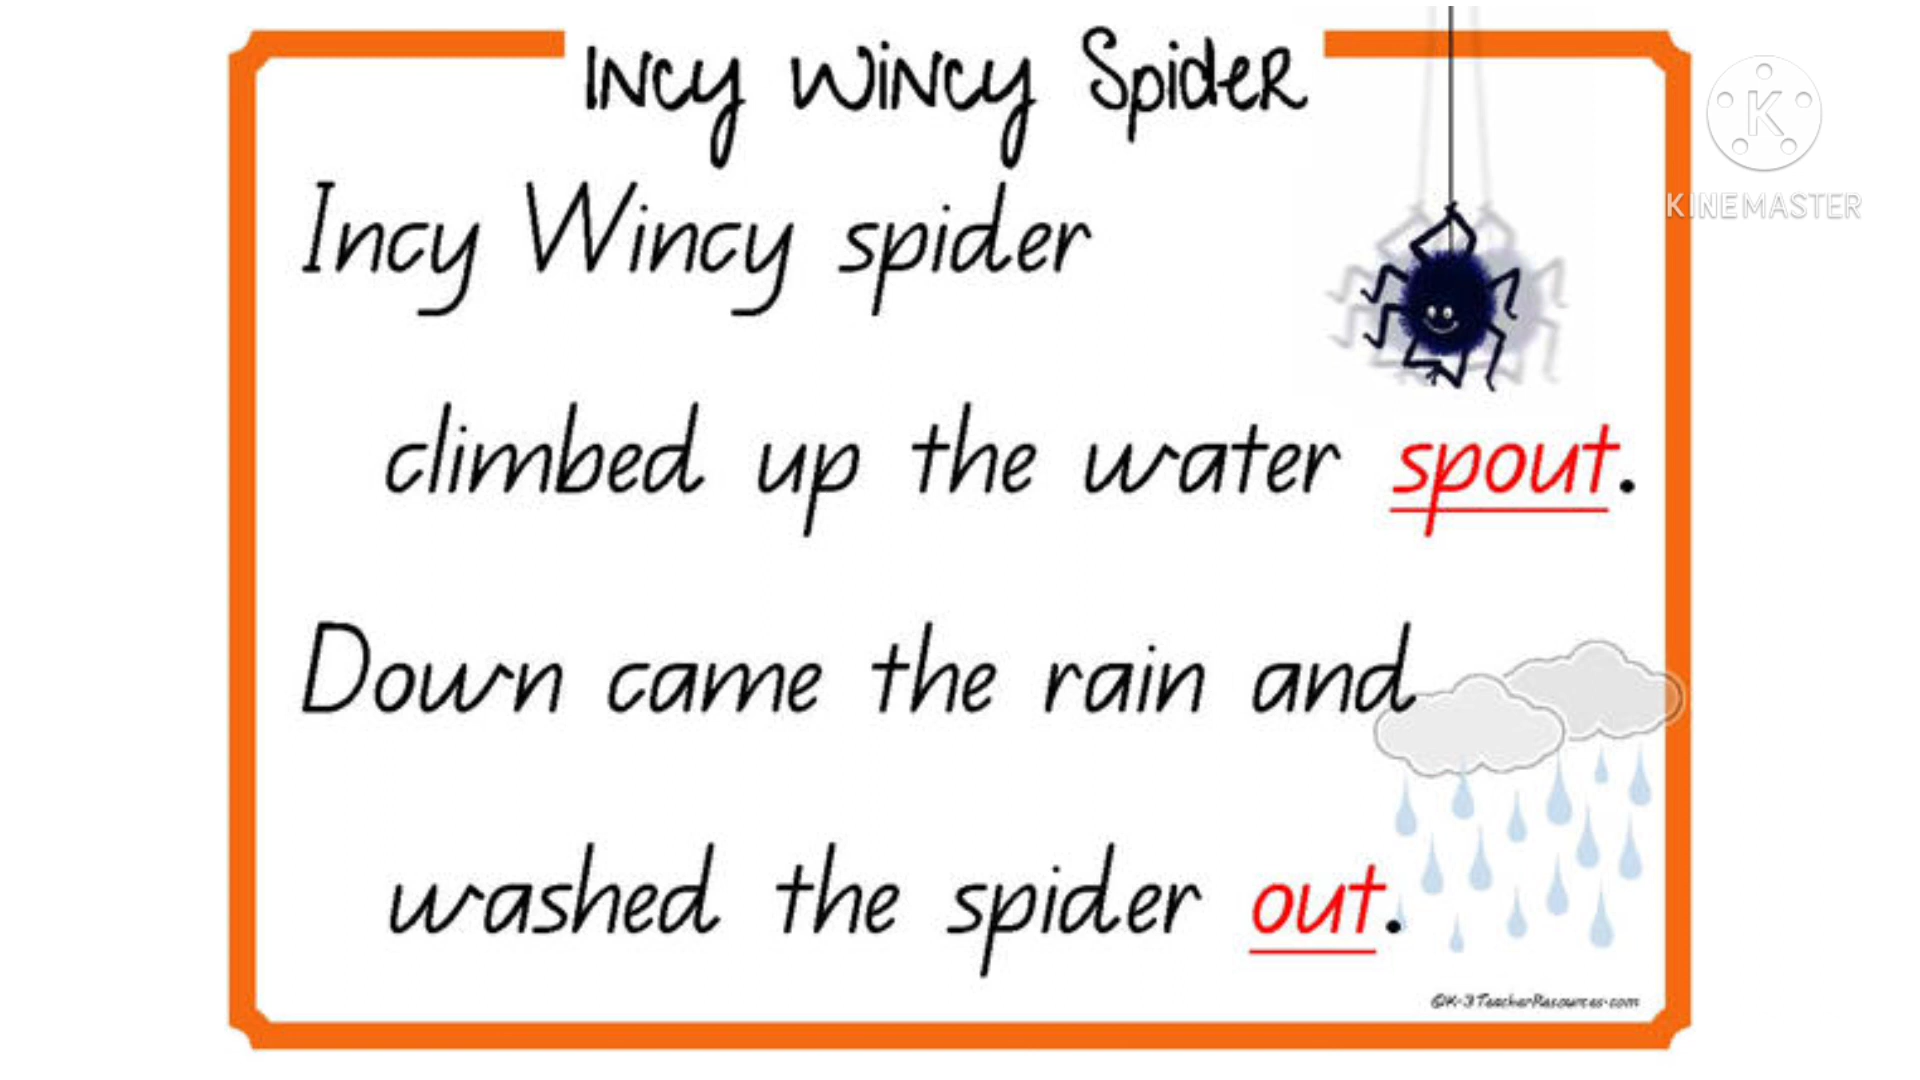 Incy Wincy Spider
Incy Wincy spider
climbed up the water spout.
Down came the rain and
washed the spider out.
©K-3TeacherResources.com
K
KINEMASTER